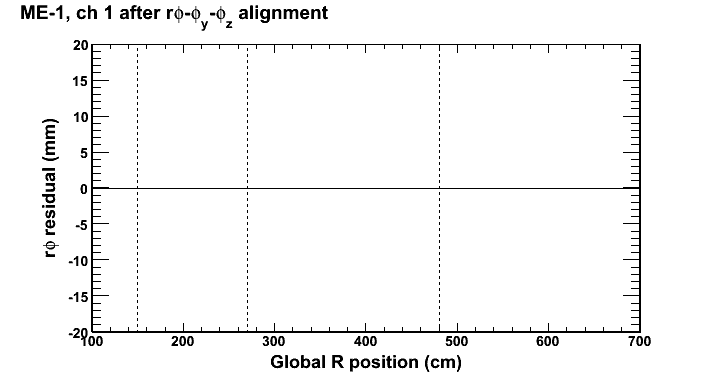 ME-1, ch 1 after rϕ-ϕy-ϕz alignment
20
15
10
5
0
-5
-10
-15
-20
rϕ residual (mm)
100 200 300 400 500 600 700
Global R position (cm)